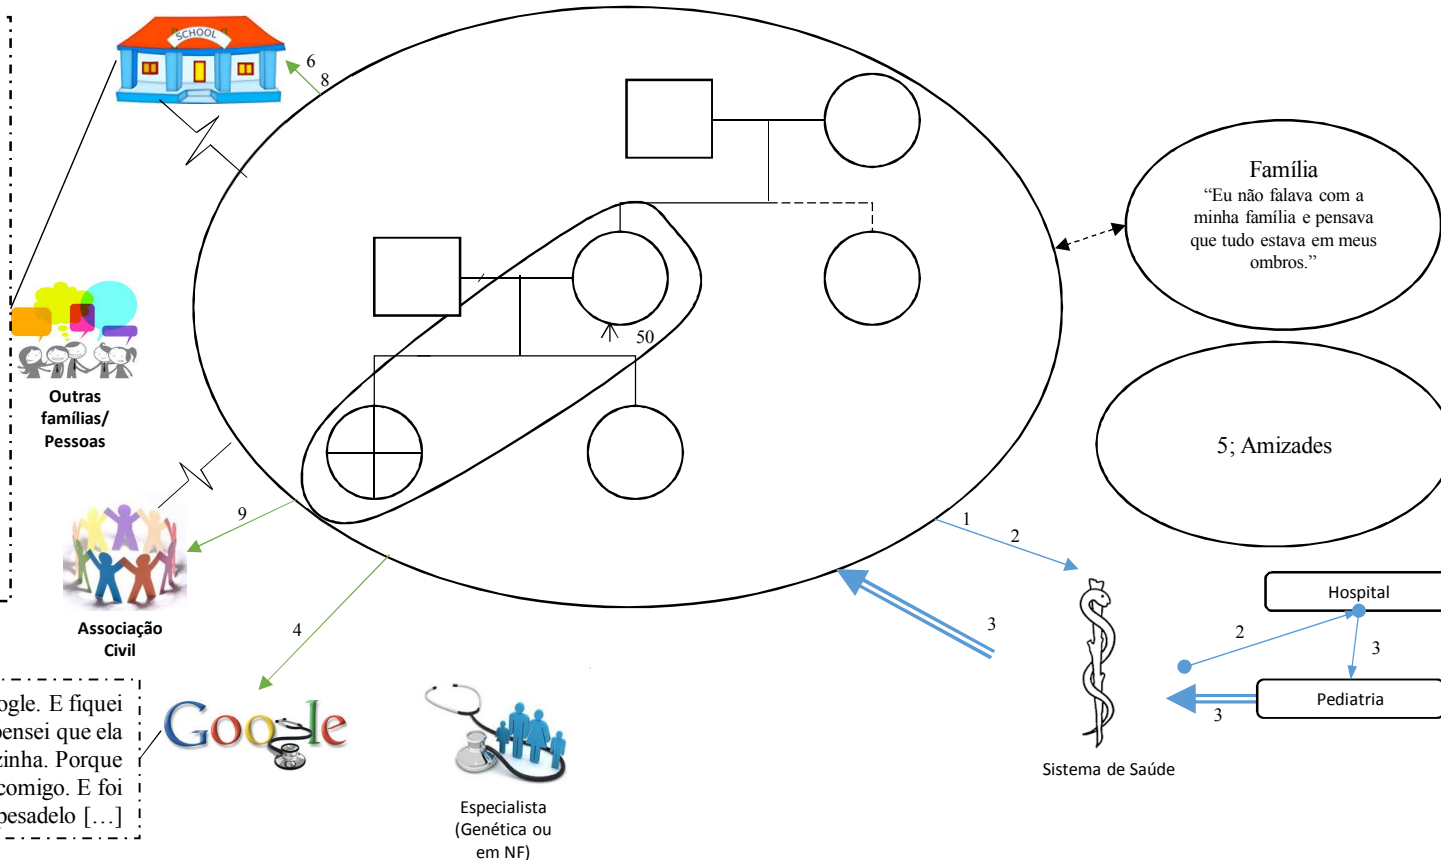 SCHOOL
6
8
Família
“Eu não falava com a
minha família e pensava
que tudo estava em meus
ombros.”
50
Outras
famílias/
Pessoas
5; Amizades
9
1
2
Associação
Civil
4
3
Hospital
2
3
Pediatria
3
ogle. E fiquei
pensei que ela
zinha. Porque
comigo. E foi
pesadelo […]
Google
Sistema de Saúde
Especialista
(Genética ou
em NF)